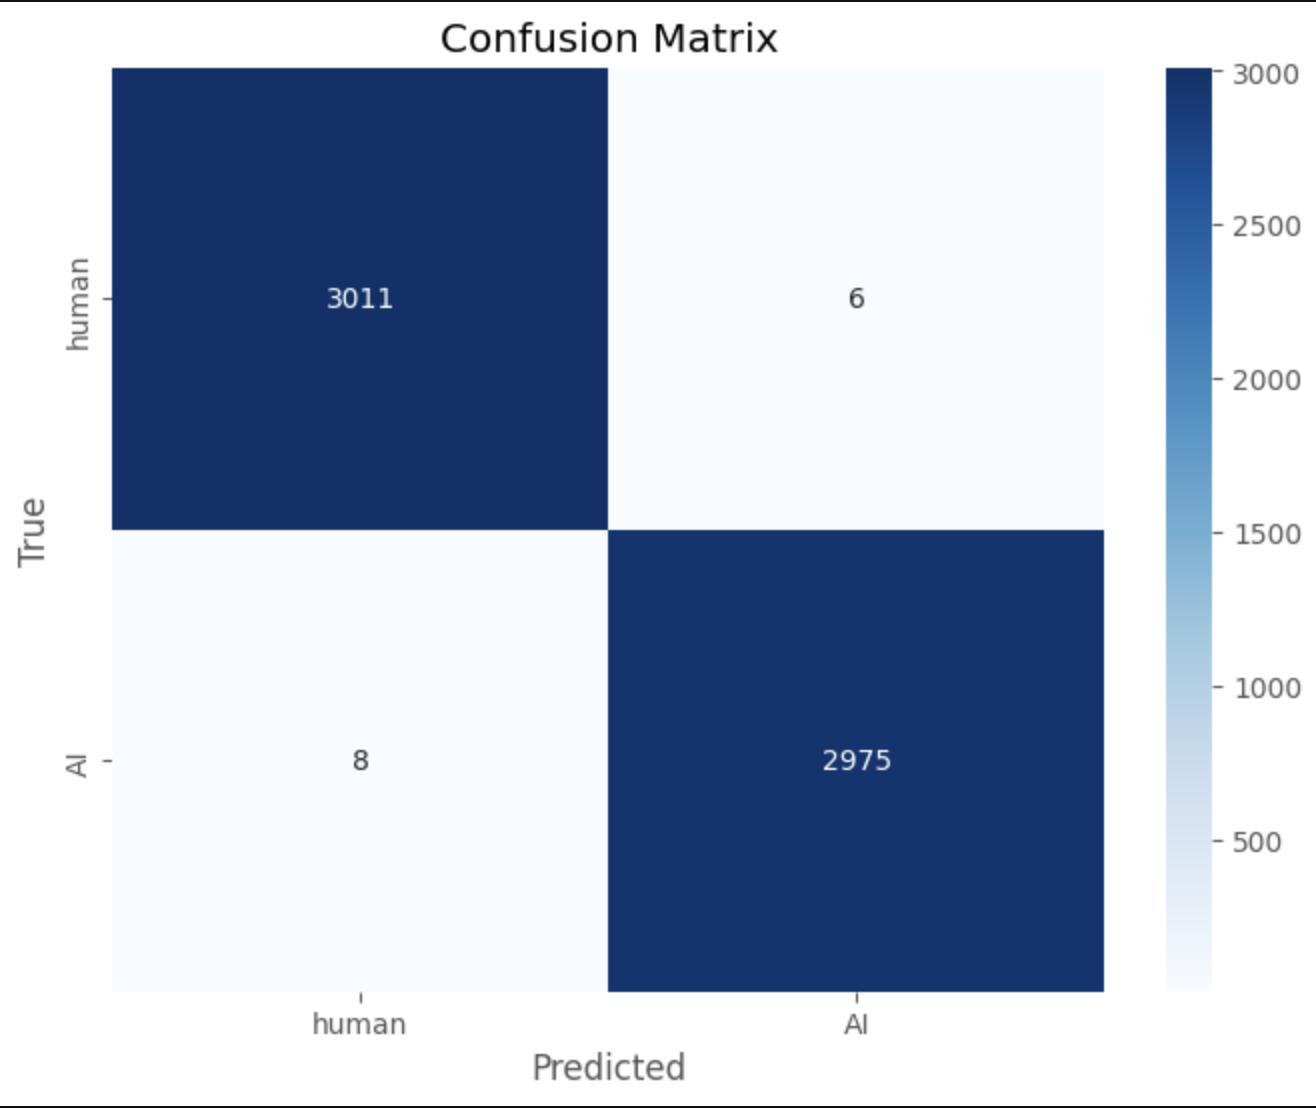 Confusion Matrix
human
3011
6
True
AI
8
2975
human
AI
Predicted
3000
2500
2000
1500
1000
500